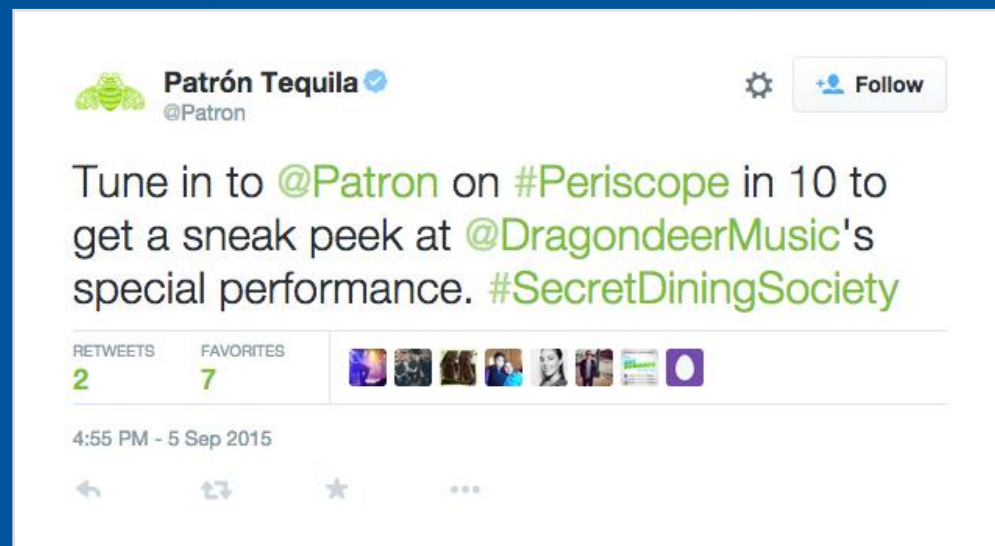 Patrón Tequila
Follow
@Patron
Tune in to @Patron on #Periscope in 10 to
get a sneak peek at @DragondeerMusic's
special performance. #SecretDiningSociety
RETWEETS FAVORITES
2 7
4:55 PM - 5 Sep 2015